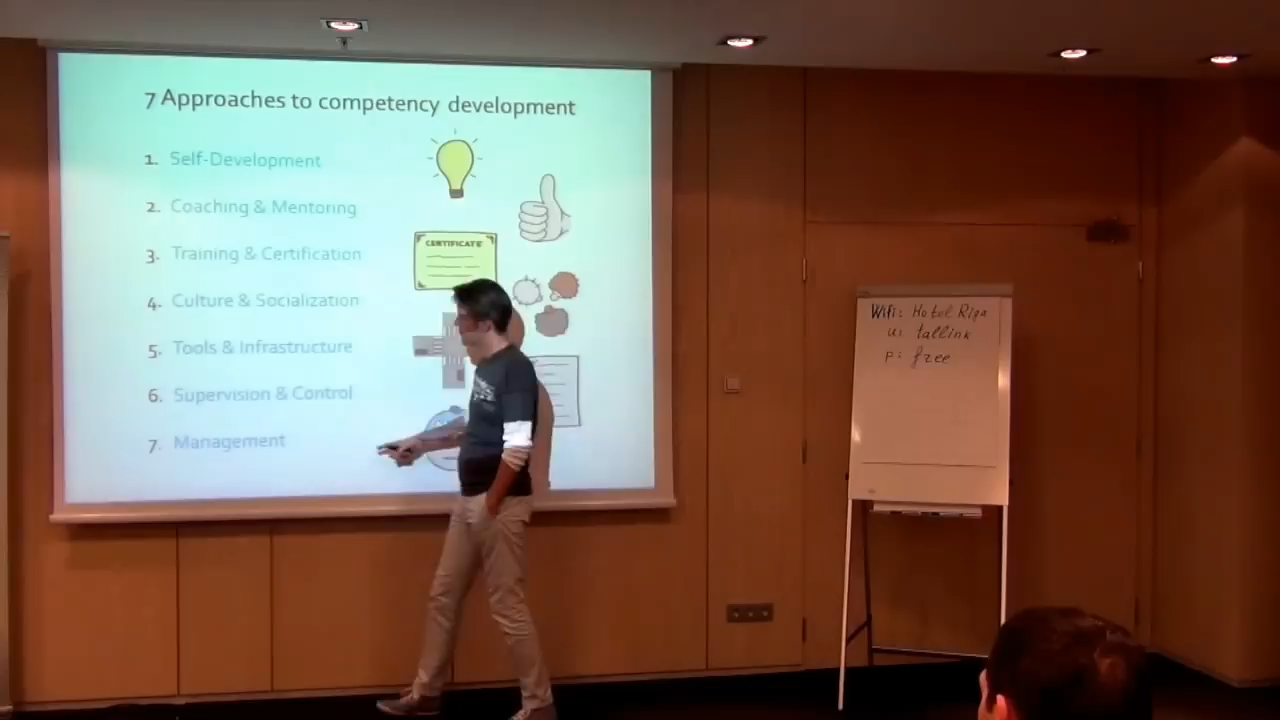 7 Approaches to competency development
1. Self-Development
2. Coaching & Mentoring
3. Training & Certification
4. Culture & Socialization
5. Tools & Infrastructure
6. Supervision & Control
7. Management
CERTIFICATE
Wifi: Hotel Riga
u: tallink
p: free